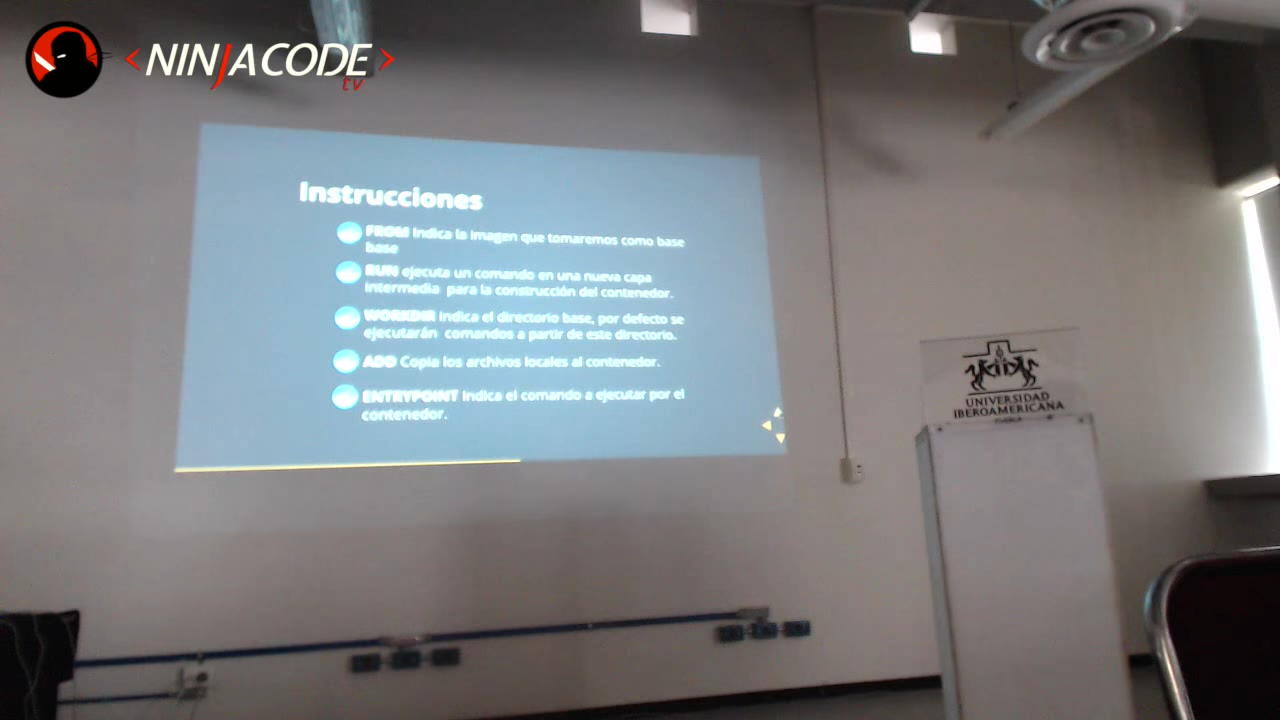 <NINJACODE>
tv
Instrucciones
FROM Indica la imagen que tomaremos como base
base
RUN ejecuta un comando en una nueva capa
intermedia para la construcción del contenedor.
WORKDIR Indica el directorio base, por defecto se
ejecutarán comandos a partir de este directorio.
ADD Copia los archivos locales al contenedor.
ENTRYPOINT Indica el comando a ejecutar por el
contenedor.
UNIVERSIDAD
IBEROAMERICANA